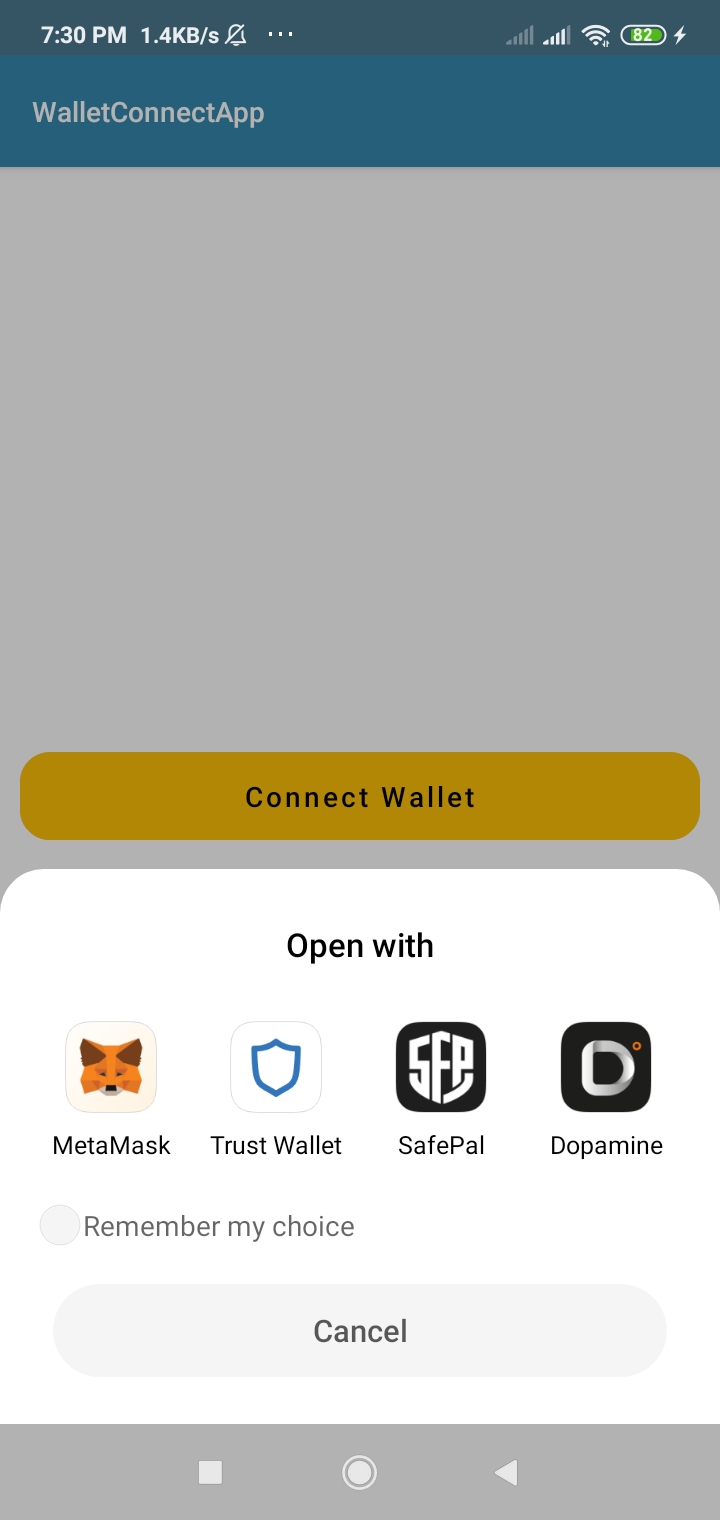 7:30 PM 1.4KB/s ... 82
WalletConnectApp
Connect Wallet
Open with
SFP D
MetaMask Trust Wallet SafePal Dopamine
Remember my choice
Cancel